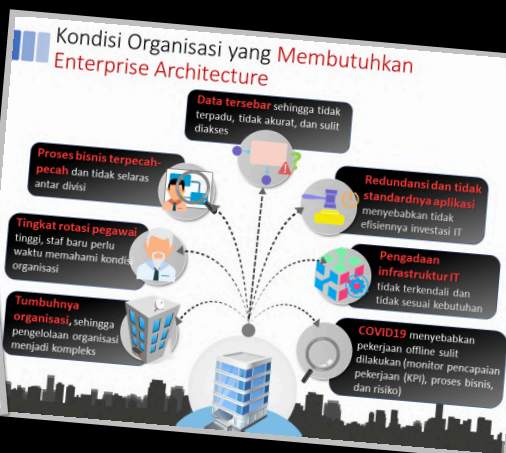 Kondisi Organisasi yang Membutuhkan
Enterprise Architecture
Data tersebar sehingga tidak
terpadu, tidak akurat, dan sulit
diakses
Proses bisnis terpecah-
pecah dan tidak selaras
antar divisi
Redundansi dan tidak
standardnya aplikasi
menyebabkan tidak
efisiennya investasi IT
Tingkat rotasi pegawai
tinggi, staf baru perlu
waktu memahami kondisi
organisasi
Pengadaan
infrastruktur IT
tidak terkendali dan
tidak sesuai kebutuhan
Tumbuhnya
organisasi, sehingga
pengelolaan organisasi
menjadi kompleks
COVID19 menyebabkan
pekerjaan offline sulit
dilakukan (monitor pencapaian
pekerjaan (KPI), proses bisnis,
dan risiko)